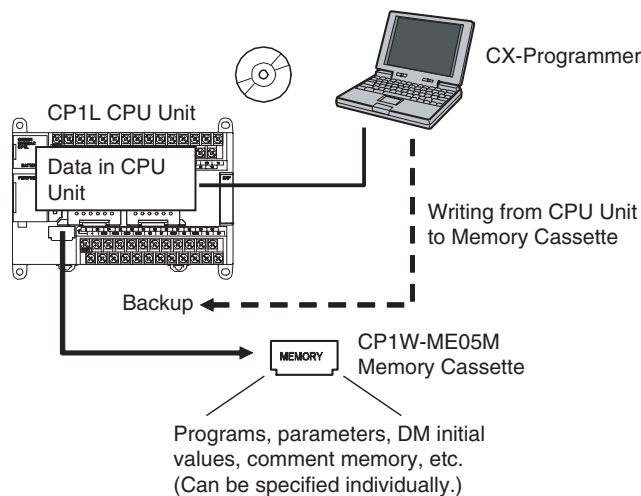 CX-Programmer
CP1L CPU Unit
Data in CPU
Unit
Writing from CPU Unit
to Memory Cassette
Backup
MEMORY
CP1W-ME05M
Memory Cassette
Programs, parameters, DM initial
values, comment memory, etc.
(Can be specified individually.)